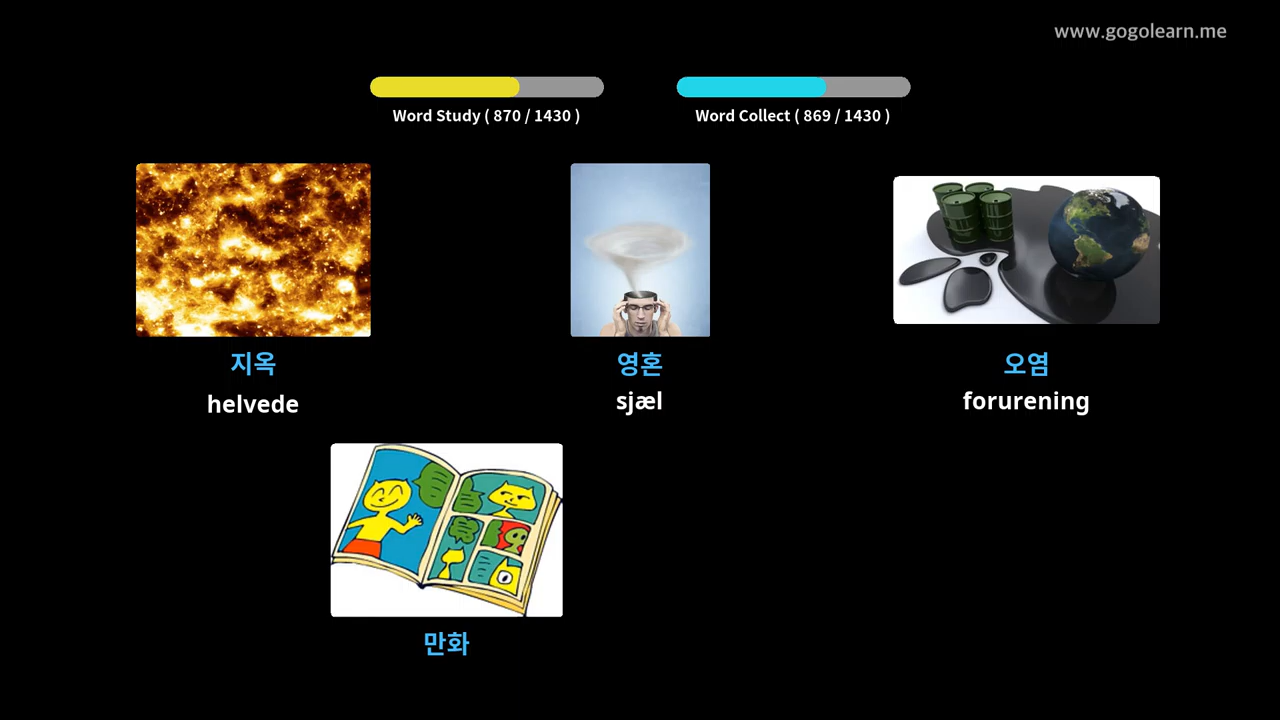 www.gogolearn.me
Word Study ( 870 / 1430 )
Word Collect ( 869 / 1430 )
지옥
helvede
영혼
sjæl
오염
forurening
만화